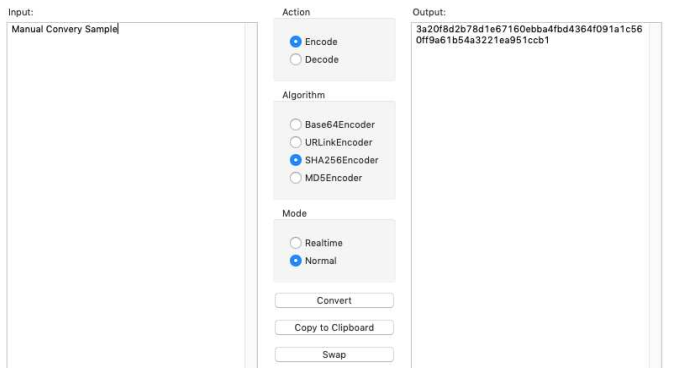 Input:
Manual Convery Sample
Action
Encode
Decode
Algorithm
Base64Encoder
URLinkEncoder
SHA256Encoder
MD5Encoder
Mode
Realtime
Normal
Convert
Copy to Clipboard
Swap
Output:
3a20f8d2b78d1e67160ebba4fbd4364f091a1c56
0ff9a61b54a3221ea951ccb1